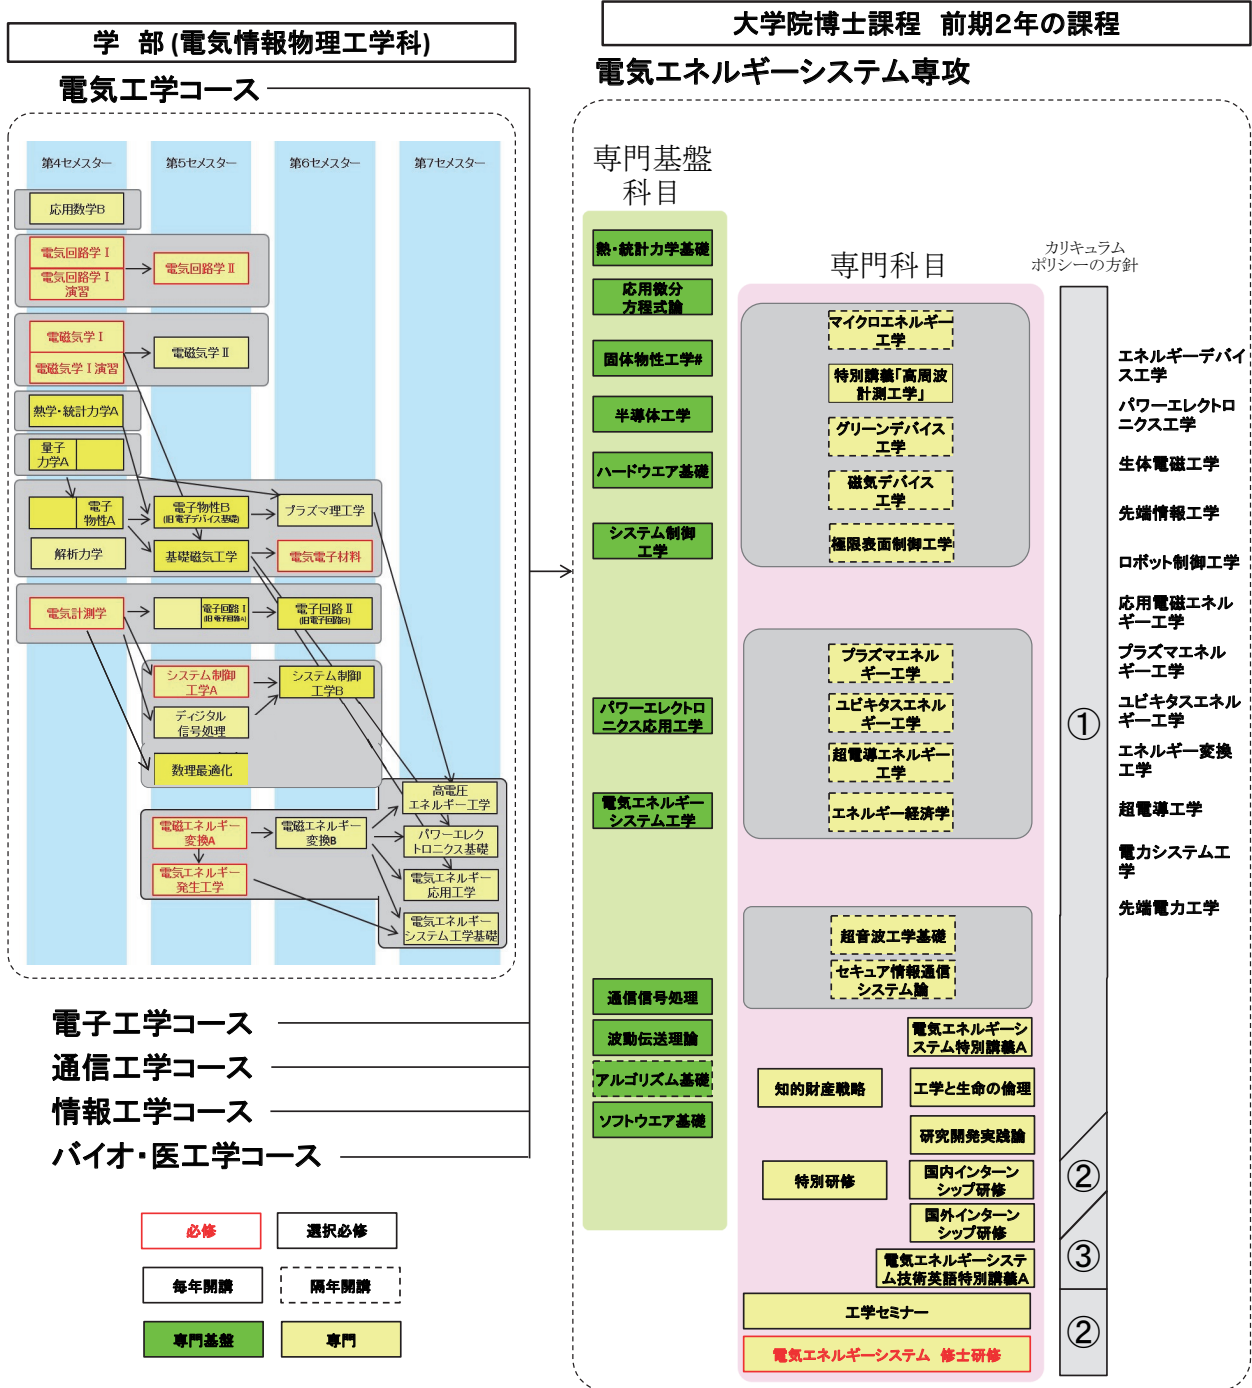 学 部 (電気情報物理工学科)
電気工学コース
第4セメスター
第5セメスター
第6セメスター
第7セメスター
応用数学B
電気回路学Ⅰ
電気回路学Ⅰ
演習
電気回路学Ⅱ
電磁気学Ⅰ
電磁気学Ⅰ演習
電磁気学Ⅱ
熱学・統計力学A
量子
力学A
電子
物性A
電子物性B
(旧電子デバイス基礎)
プラズマ理工学
解析力学
基礎磁気工学
電気電子材料
電気計測学
電子回路Ⅰ
(旧電子回路A)
電子回路Ⅱ
(旧電子回路B)
システム制御
工学A
システム制御
工学B
ディジタル
信号処理
数理最適化
高電圧
エネルギー工学
電磁エネルギー
変換A
電磁エネルギー
変換B
パワーエレク
トロニクス基礎
電気エネルギー
発生工学
電気エネルギー
応用工学
電気エネルギー
システム工学基礎
電子工学コース
通信工学コース
情報工学コース
バイオ・医工学コース
必修
選択必修
毎年開講
隔年開講
専門基盤
専門
大学院博士課程 前期2年の課程
電気エネルギーシステム専攻
専門基盤
科目
熱・統計力学基礎
応用微分
方程式論
固体物性工学#
半導体工学
ハードウエア基礎
システム制御
工学
パワーエレクトロ
ニクス応用工学
電気エネルギー
システム工学
通信信号処理
波動伝送理論
アルゴリズム基礎
ソフトウエア基礎
専門科目
マイクロエネルギー
工学
特別講義「高周波
計測工学」
グリーンデバイス
工学
磁気デバイス
工学
極限表面制御工学
プラズマエネル
ギー工学
ユビキタスエネル
ギー工学
超電導エネルギー
工学
エネルギー経済学
超音波工学基礎
セキュア情報通信
システム論
電気エネルギーシ
ステム特別講義A
知的財産戦略
工学と生命の倫理
研究開発実践論
特別研修
国内インターン
シップ研修
国外インターン
シップ研修
電気エネルギーシステ
ム技術英語特別講義A
工学セミナー
電気エネルギーシステム 修士研修
カリキュラム
ポリシーの方針
①
②
③
②
エネルギーデバイ
ス工学
パワーエレクトロ
ニクス工学
生体電磁工学
先端情報工学
ロボット制御工学
応用電磁エネル
ギー工学
プラズマエネル
ギー工学
ユビキタスエネル
ギー工学
エネルギー変換
工学
超電導工学
電力システム工
学
先端電力工学